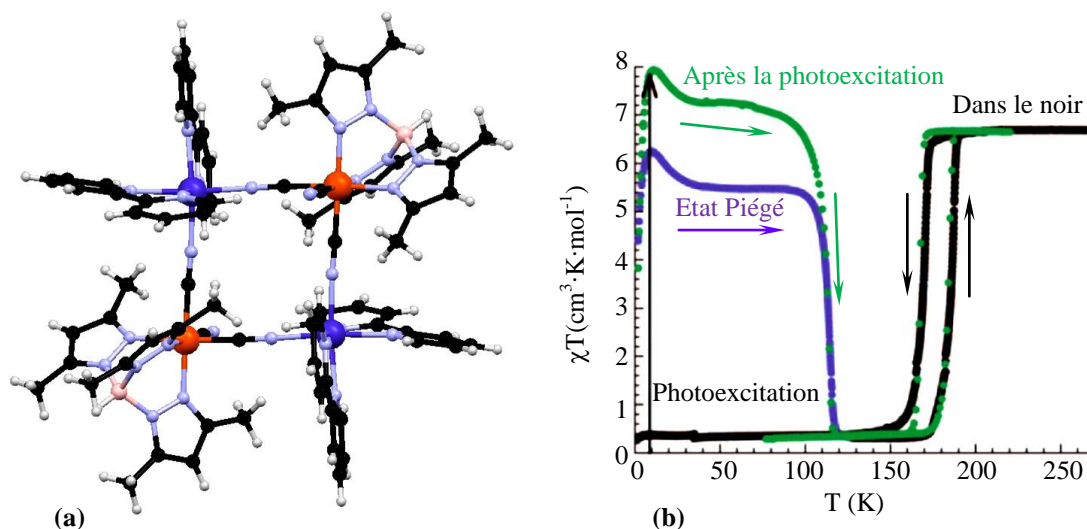 8
7
6
5
4
3
2
1
0
χT(cm³·K·mol⁻¹)
Après la photoexcitation
Dans le noir
Etat Piégé
Photoexcitation
0 50 100 150 200 250
T (K)
(a) (b)